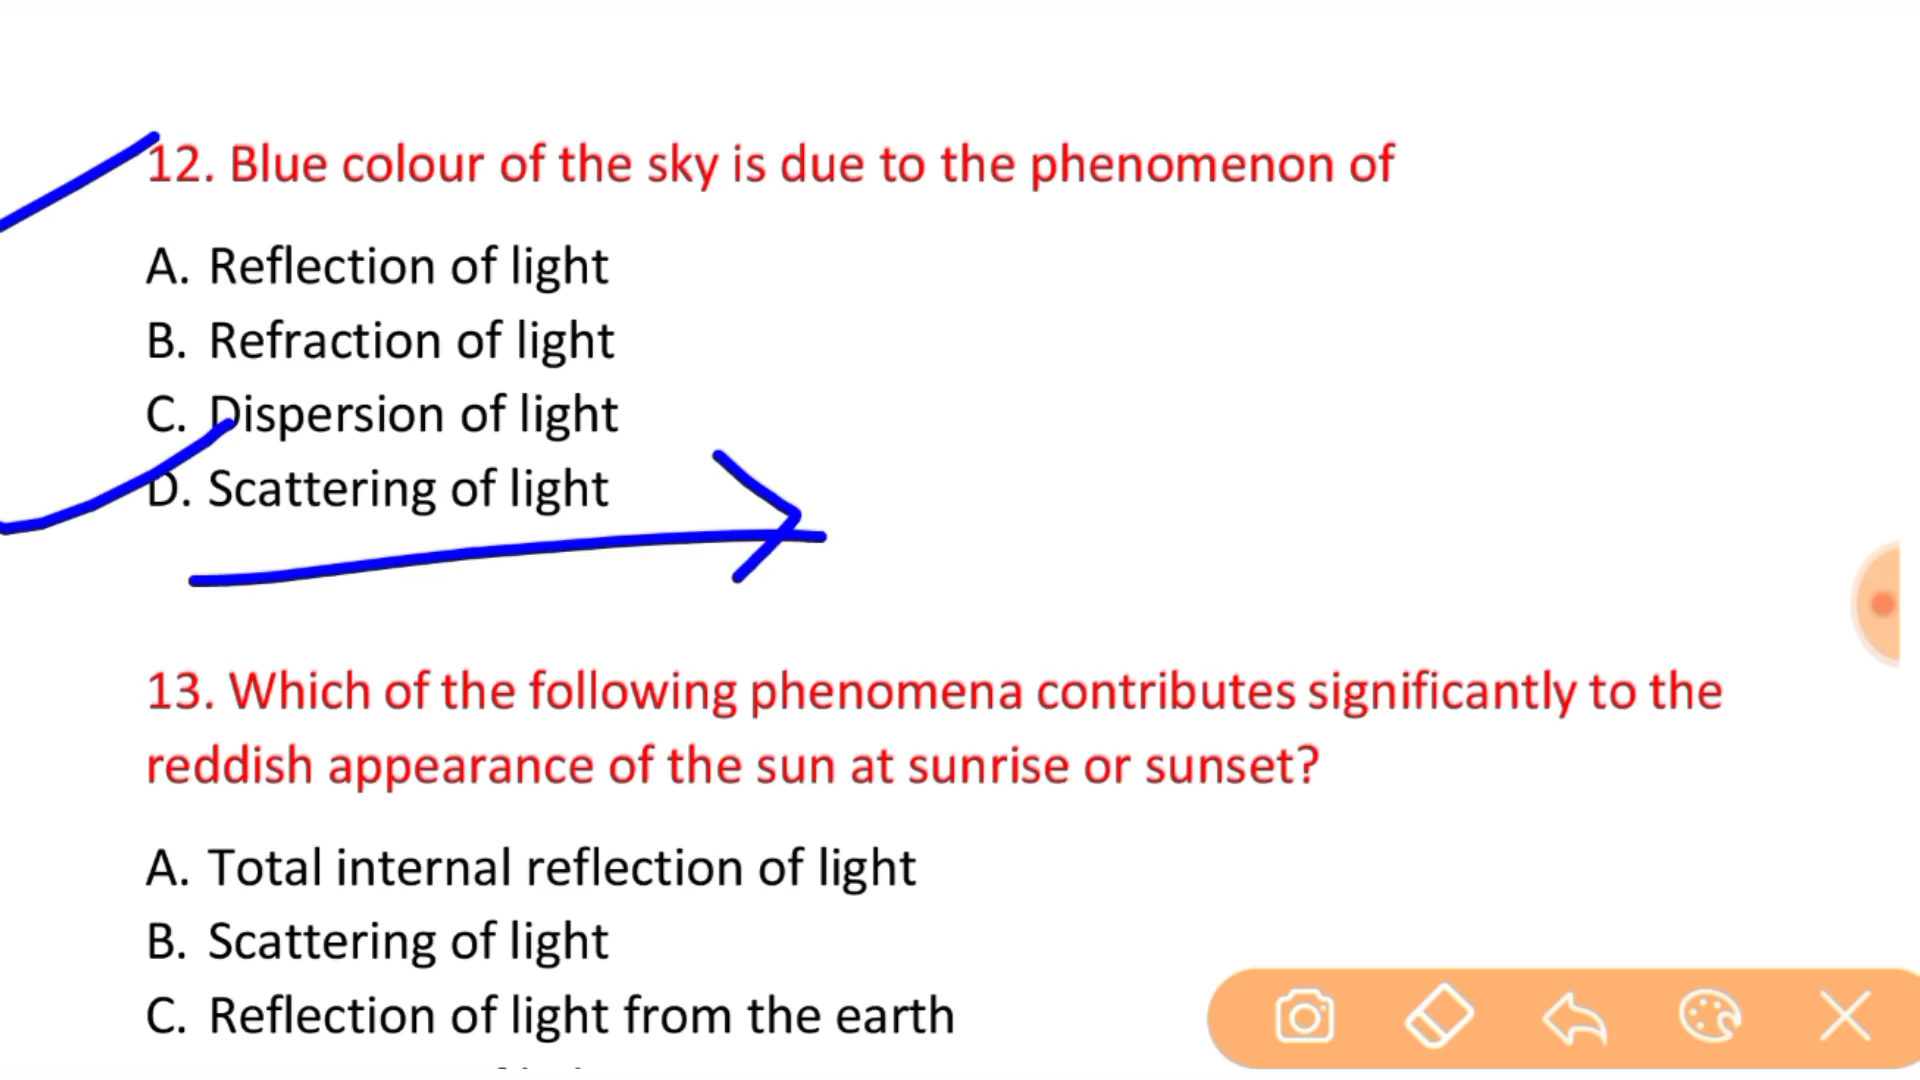 12. Blue colour of the sky is due to the phenomenon of
A. Reflection of light
B. Refraction of light
C. Dispersion of light
D. Scattering of light
13. Which of the following phenomena contributes significantly to the
reddish appearance of the sun at sunrise or sunset?
A. Total internal reflection of light
B. Scattering of light
C. Reflection of light from the earth